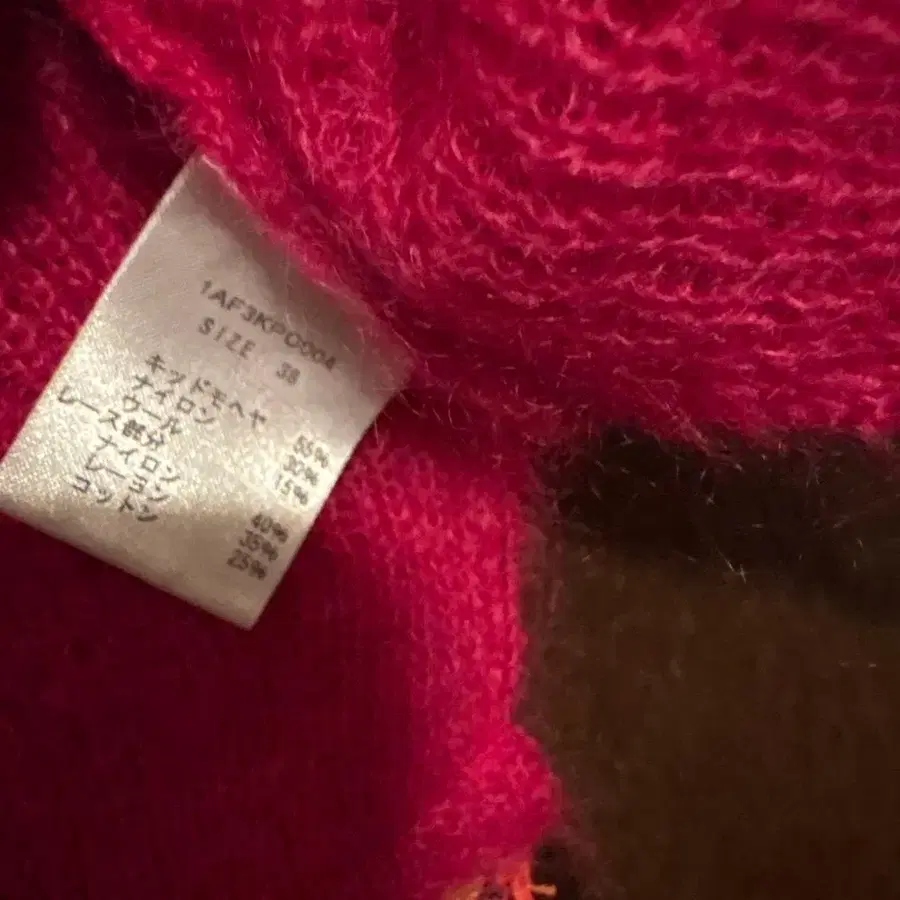 1AF3KP0004
SIZE 38
キッドモヘヤ 55%
ナイロン 30%
ウール 15%
レース部分
ナイロン 40%
レーヨン 35%
コットン 25%